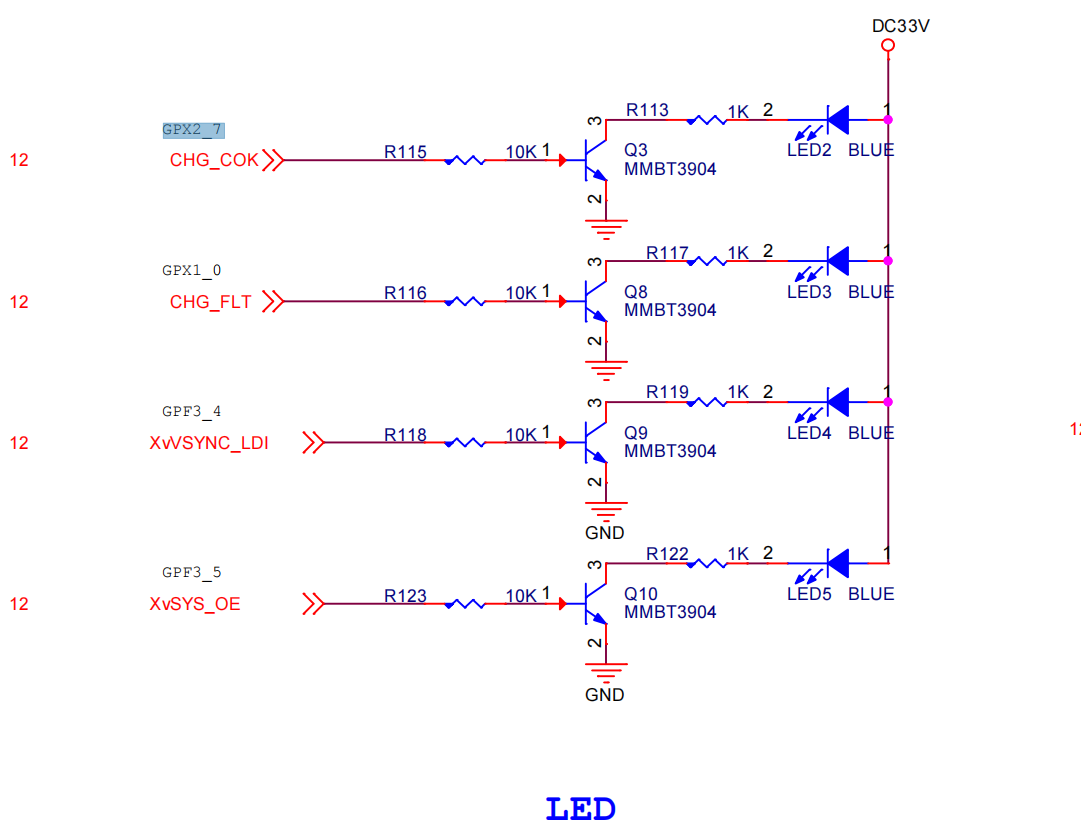 DC33V
GPX2_7
12 CHG_COK R115 10K 1 3 Q3 MMBT3904 2 R113 1K 2 LED2 BLUE 1
GPX1_0
12 CHG_FLT R116 10K 1 3 Q8 MMBT3904 2 R117 1K 2 LED3 BLUE 1
GPF3_4
12 XvVSYNC_LDI R118 10K 1 3 Q9 MMBT3904 2 R119 1K 2 LED4 BLUE 1
GND
GPF3_5
12 XvSYS_OE R123 10K 1 3 Q10 MMBT3904 2 R122 1K 2 LED5 BLUE 1
GND
LED